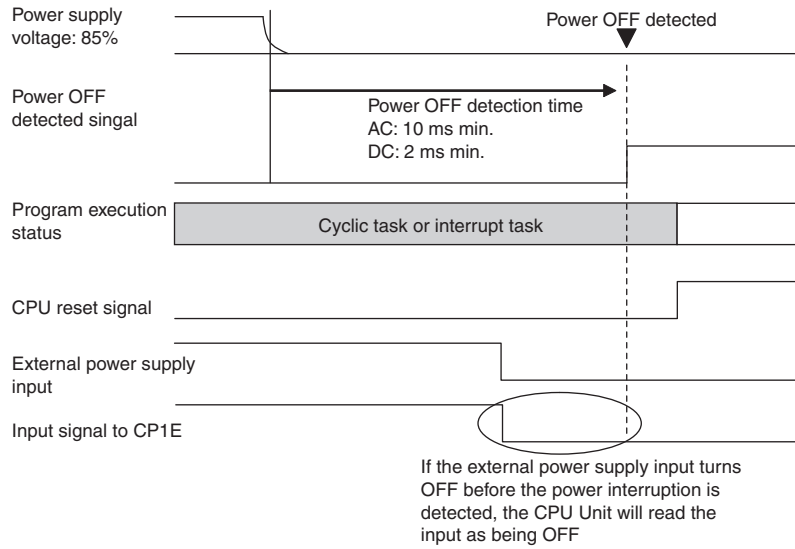 Power supply
voltage: 85%
Power OFF detected
Power OFF
detected singal
Power OFF detection time
AC: 10 ms min.
DC: 2 ms min.
Program execution
status
Cyclic task or interrupt task
CPU reset signal
External power supply
input
Input signal to CP1E
If the external power supply input turns
OFF before the power interruption is
detected, the CPU Unit will read the
input as being OFF